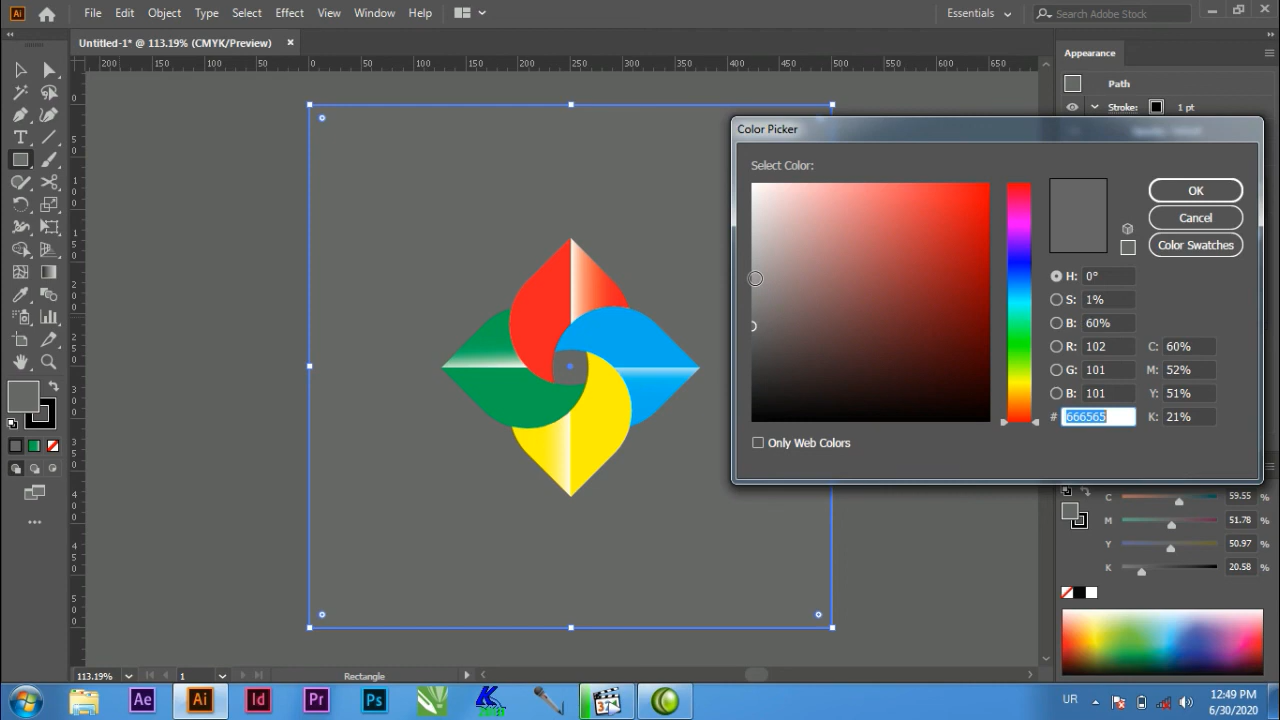 Ai File Edit Object Type Select Effect View Window Help Essentials Search Adobe Stock
Untitled-1* @ 113.19% (CMYK/Preview)
Appearance
200 150 100 50 0 50 100 150 200 250 300 350 400 450 500 550 600 650
Path
Stroke: 1 pt
Color Picker
Select Color:
OK
Cancel
Color Swatches
H: 0°
S: 1%
B: 60%
R: 102 C: 60%
G: 101 M: 52%
B: 101 Y: 51%
# 666565 K: 21%
Only Web Colors
C 59.55 %
M 51.78 %
Y 50.97 %
K 20.58 %
113.19% 1 Rectangle
Ae Ai Id Pr Ps
UR 12:49 PM
6/30/2020